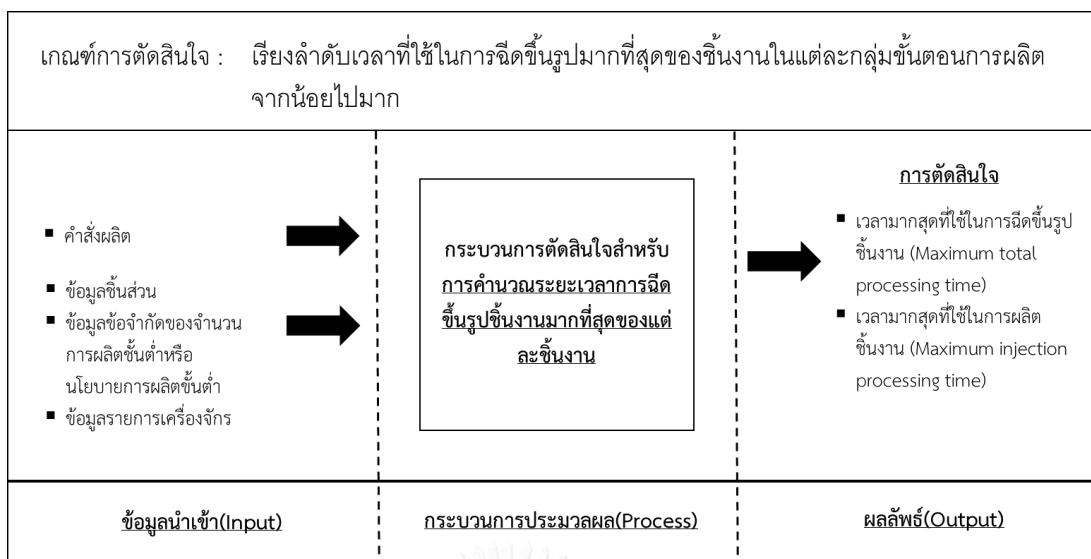 เกณฑ์การตัดสินใจ : เรียงลำดับเวลาที่ใช้ในการฉีดขึ้นรูปมากที่สุดของชิ้นงานในแต่ละกลุ่มขั้นตอนการผลิต
จากน้อยไปมาก
▪ คำสั่งผลิต
▪ ข้อมูลชิ้นส่วน
▪ ข้อมูลข้อจำกัดของจำนวน
การผลิตชั้นต่ำหรือ
นโยบายการผลิตขั้นต่ำ
▪ ข้อมูลรายการเครื่องจักร
กระบวนการตัดสินใจสำหรับ
การคำนวณระยะเวลาการฉีด
ขึ้นรูปชิ้นงานมากที่สุดของแต่
ละชิ้นงาน
การตัดสินใจ
▪ เวลามากสุดที่ใช้ในการฉีดขึ้นรูป
ชิ้นงาน (Maximum total
processing time)
▪ เวลามากสุดที่ใช้ในการผลิต
ชิ้นงาน (Maximum injection
processing time)
ข้อมูลนำเข้า(Input)
กระบวนการประมวลผล(Process)
ผลลัพธ์(Output)